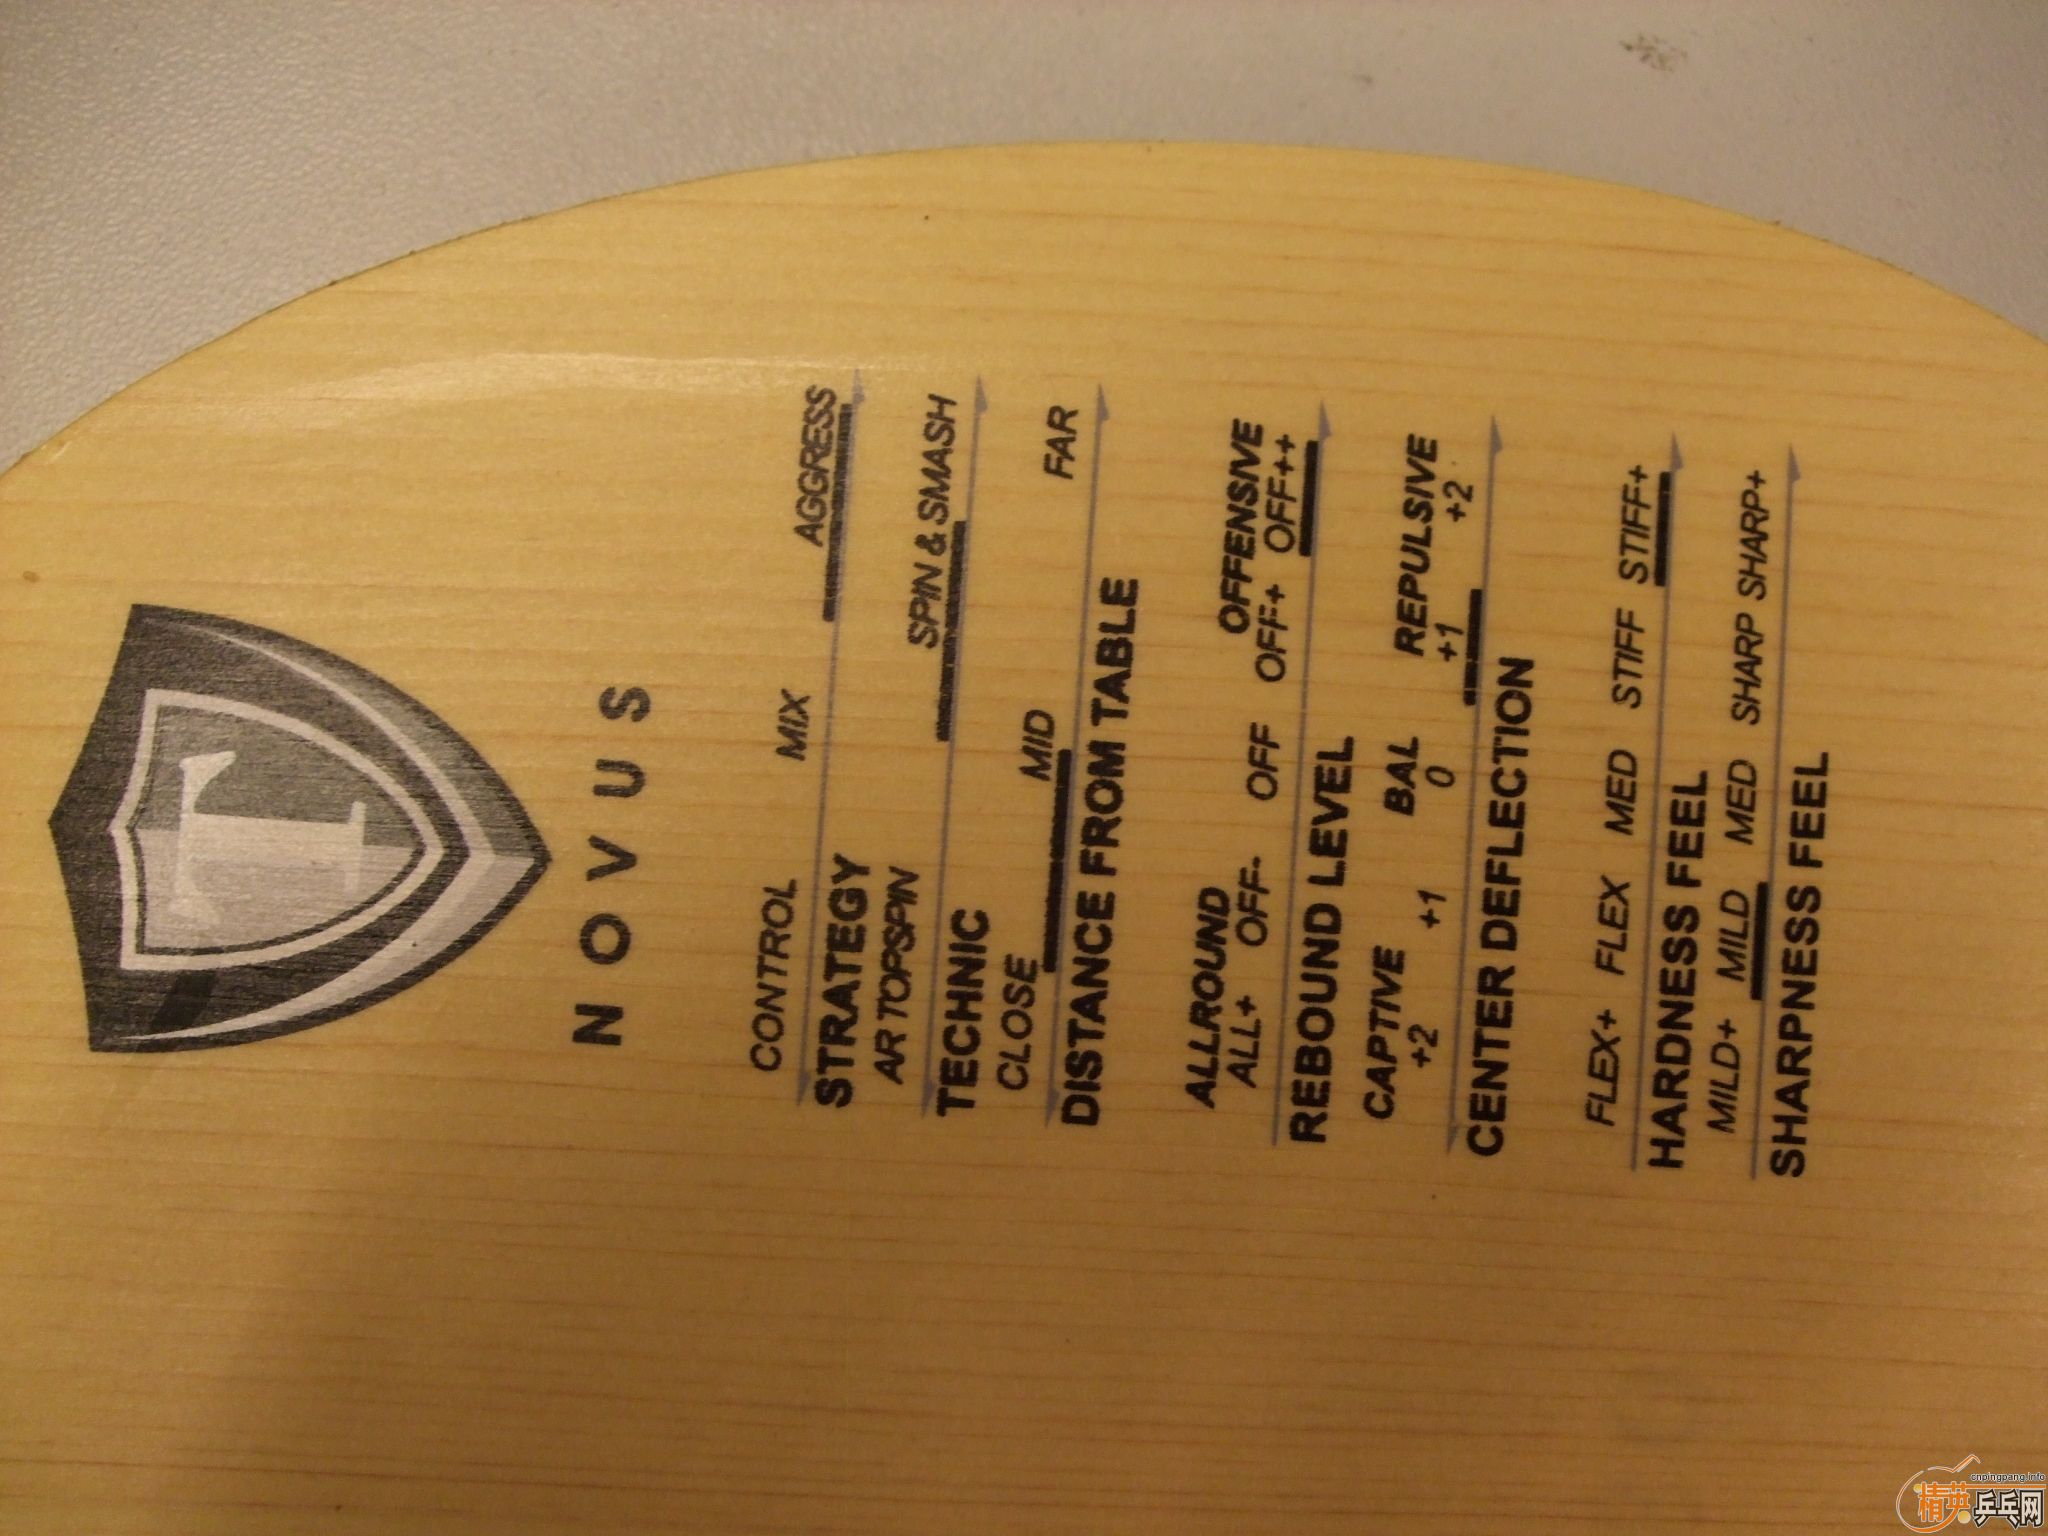 T
NOVUS
CONTROL MIX AGGRESS
STRATEGY
AR TOPSPIN SPIN & SMASH
TECHNIC
CLOSE MID FAR
DISTANCE FROM TABLE
ALLROUND OFFENSIVE
ALL+ OFF- OFF OFF+ OFF++
REBOUND LEVEL
CAPTIVE BAL REPULSIVE
+2 +1 0 +1 +2
CENTER DEFLECTION
FLEX+ FLEX MED STIFF STIFF+
HARDNESS FEEL
MILD+ MILD MED SHARP SHARP+
SHARPNESS FEEL
cnpingpang.info
精英乒乓网